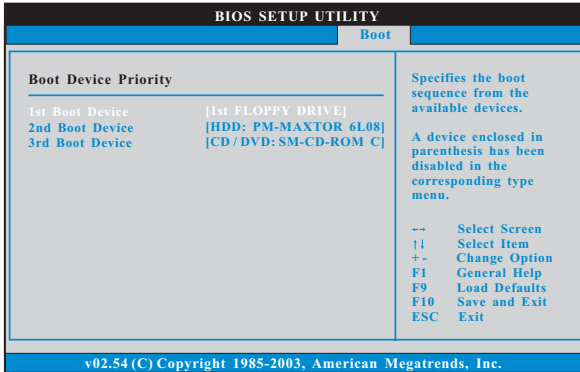 BIOS SETUP UTILITY
Boot
Boot Device Priority
1st Boot Device [1st FLOPPY DRIVE]
2nd Boot Device [HDD: PM-MAXTOR 6L08]
3rd Boot Device [CD/DVD: SM-CD-ROM C]
Specifies the boot
sequence from the
available devices.
A device enclosed in
parenthesis has been
disabled in the
corresponding type
menu.
←→ Select Screen
↑↓ Select Item
+- Change Option
F1 General Help
F9 Load Defaults
F10 Save and Exit
ESC Exit
v02.54 (C) Copyright 1985-2003, American Megatrends, Inc.